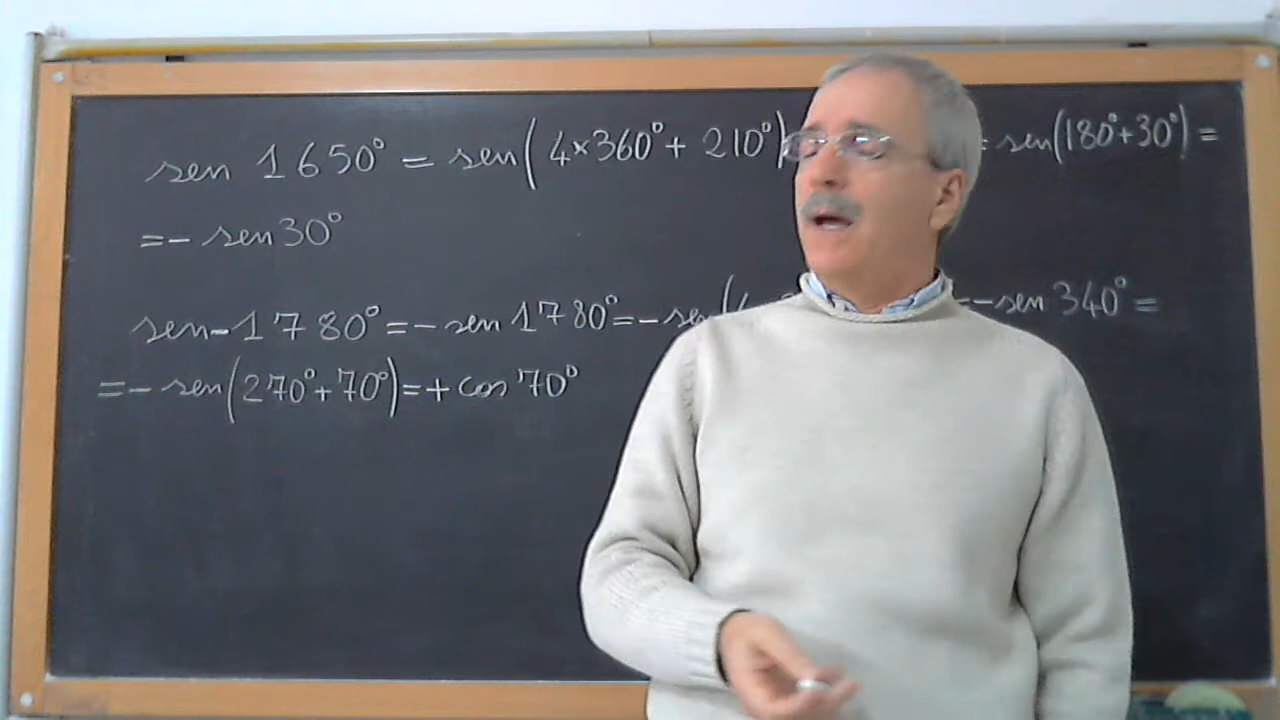 sen 1650° = sen(4×360°+ 210°) = sen(180°+30°) =
=- sen 30°
sen-1780°=- sen 1780°=-sen( =-sen 340°=
=- sen(270°+70°)=+ cos 70°